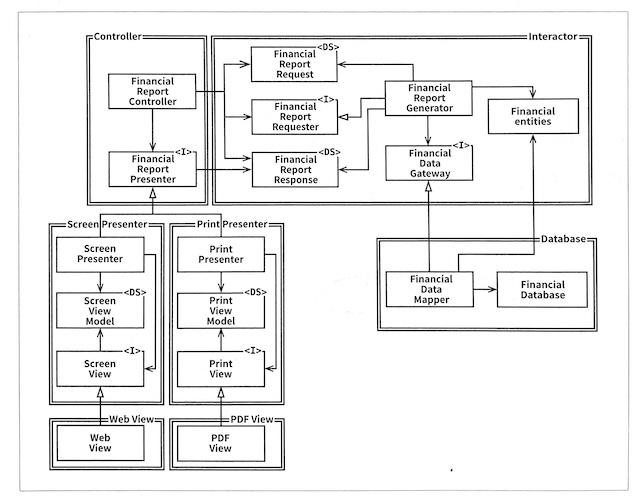 Controller
Interactor
<DS>
Financial
Report
Request
Financial
Report
Controller
Financial
Report
Generator
<I>
Financial
Report
Requester
Financial
entities
<I>
Financial
Report
Presenter
<DS>
Financial
Report
Response
<I>
Financial
Data
Gateway
Screen Presenter
Print Presenter
Database
Screen
Presenter
Print
Presenter
Financial
Data
Mapper
Financial
Database
<DS>
Screen
View
Model
<DS>
Print
View
Model
<I>
Screen
View
<I>
Print
View
Web View
PDF View
Web
View
PDF
View